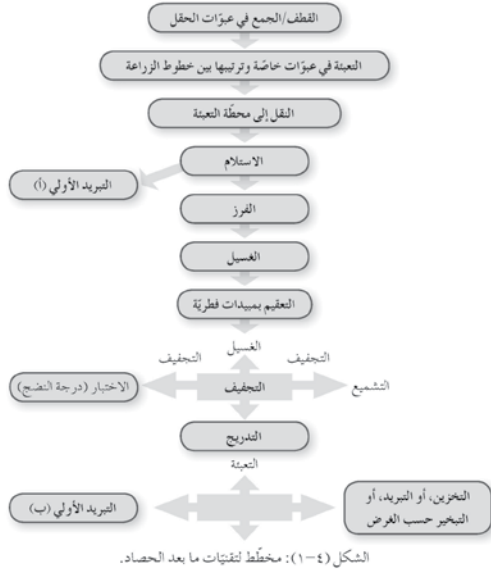 القطف/الجمع في عبوّات الحقل
التعبئة في عبوّات خاصّة وترتيبها بين خطوط الزراعة
النقل إلى محطّة التعبئة
الاستلام
التبريد الأولي (أ)
الفرز
الغسيل
التعقيم بمبيدات فطريّة
الغسيل
التجفيف
التجفيف
التشميع
التجفيف
الاختبار (درجة النضج)
التدريج
التعبئة
التخزين، أو التبريد، أو
التبخير حسب الغرض
التبريد الأولي (ب)
الشكل (٤-١): مخطّط لتقنيّات ما بعد الحصاد.